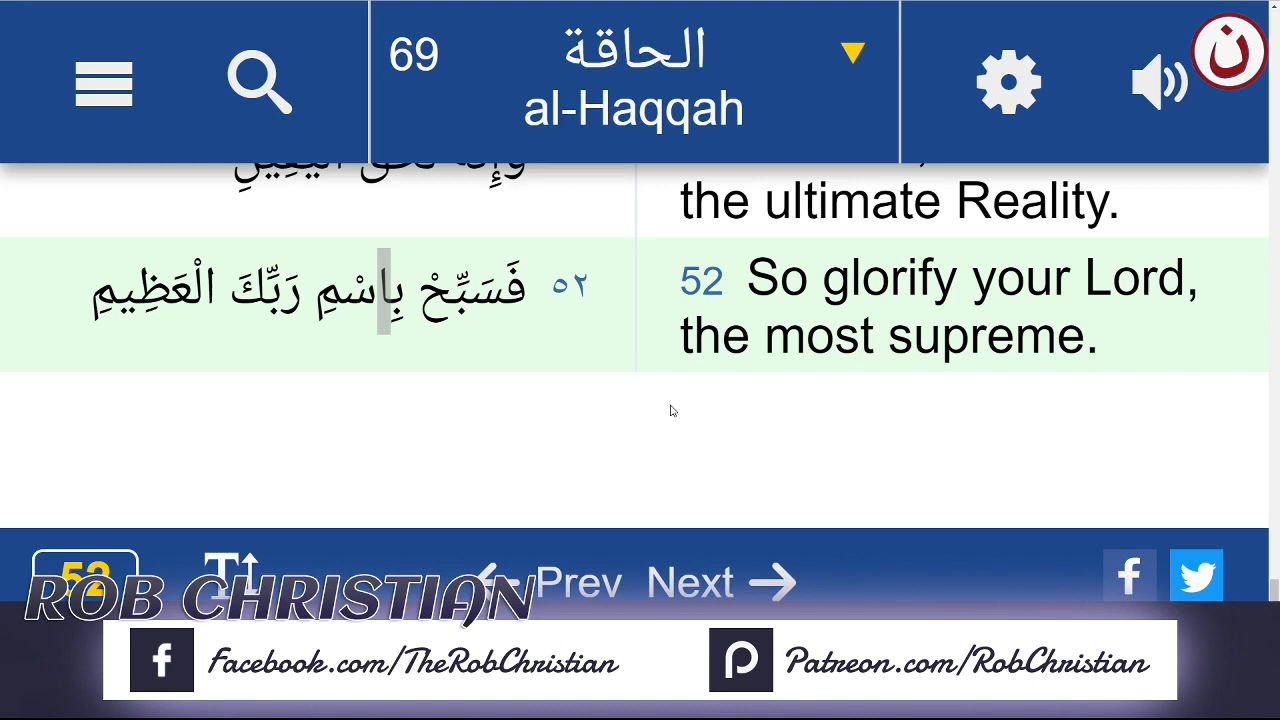 69
الحاقة
al-Haqqah
ن
the ultimate Reality.
فَسَبِّحْ بِاسْمِ رَبِّكَ الْعَظِيمِ ٥٢
52 So glorify your Lord,
the most supreme.
52
Prev Next
ROB CHRISTIAN
Facebook.com/TheRobChristian
Patreon.com/RobChristian